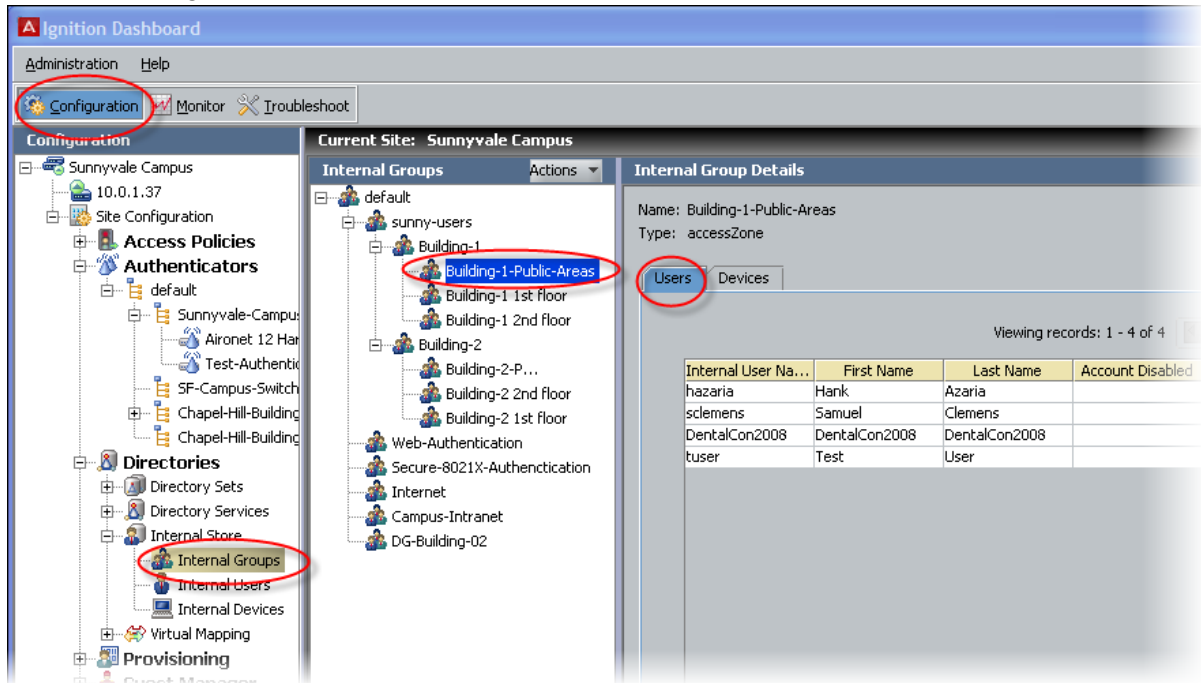 Ignition Dashboard
Administration Help
Configuration Monitor Troubleshoot
Configuration
Sunnyvale Campus
10.0.1.37
Site Configuration
Access Policies
Authenticators
default
Sunnyvale-Campus
Aironet 12 Har
Test-Authentic
SF-Campus-Switch
Chapel-Hill-Building
Chapel-Hill-Building
Directories
Directory Sets
Directory Services
Internal Store
Internal Groups
Internal Users
Internal Devices
Virtual Mapping
Provisioning
Guest Manager
Current Site: Sunnyvale Campus
Internal Groups Actions
default
sunny-users
Building-1
Building-1-Public-Areas
Building-1 1st floor
Building-1 2nd floor
Building-2
Building-2-P...
Building-2 2nd floor
Building-2 1st floor
Web-Authentication
Secure-8021X-Authenctication
Internet
Campus-Intranet
DG-Building-02
Internal Group Details
Name: Building-1-Public-Areas
Type: accessZone
Users Devices
Viewing records: 1 - 4 of 4
Internal User Na... First Name Last Name Account Disabled
hazaria Hank Azaria
sclemens Samuel Clemens
DentalCon2008 DentalCon2008 DentalCon2008
tuser Test User